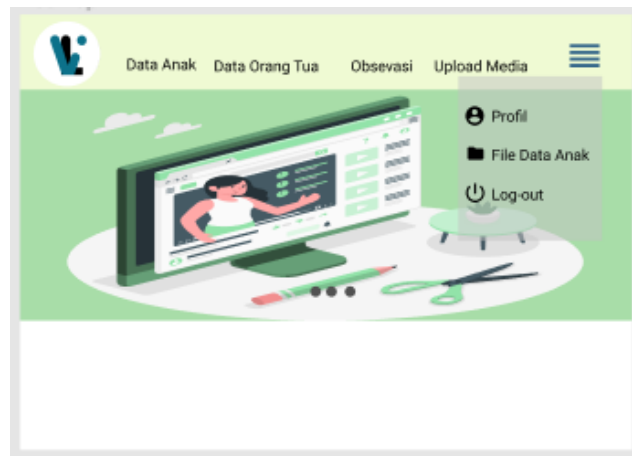 Data Anak Data Orang Tua Obsevasi Upload Media
Profil
File Data Anak
Log-out